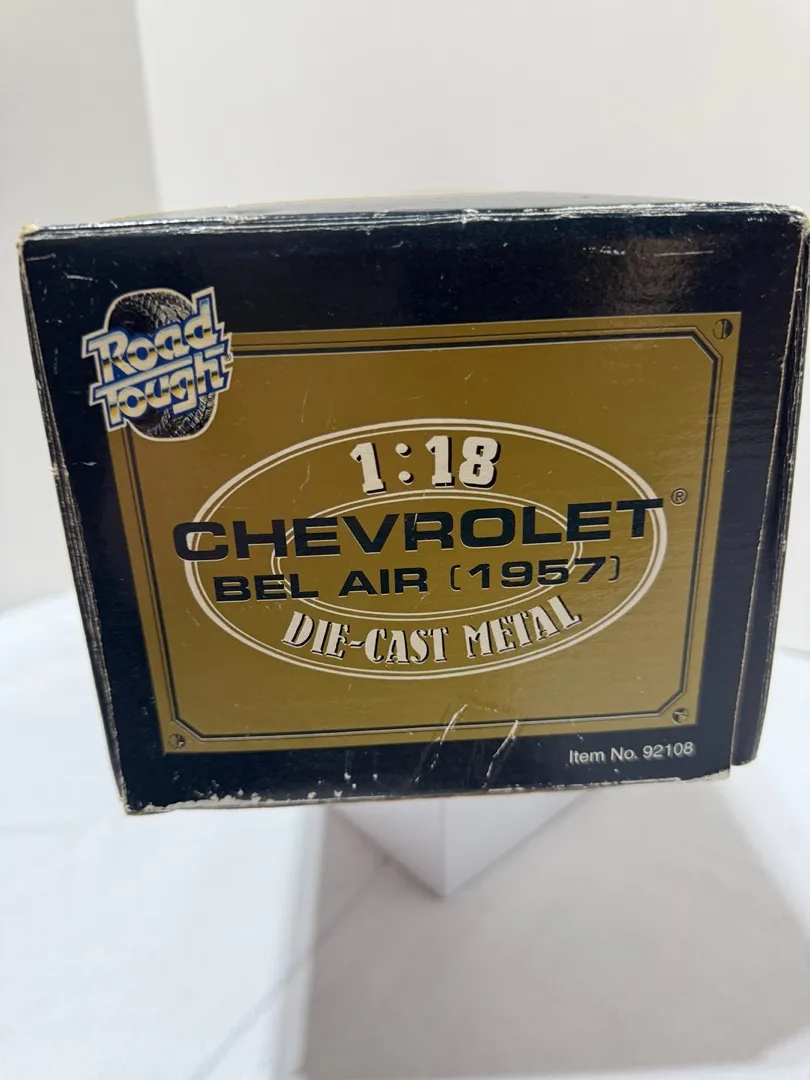 Road
Tough®
1:18
CHEVROLET®
BEL AIR (1957)
DIE-CAST METAL
Item No. 92108